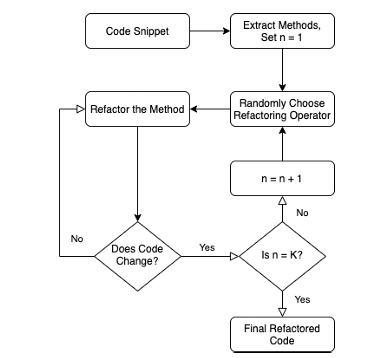 Code Snippet
Extract Methods,
Set n = 1
Refactor the Method
Randomly Choose
Refactoring Operator
n = n + 1
No
No
Does Code
Change?
Yes
Is n = K?
Yes
Final Refactored
Code